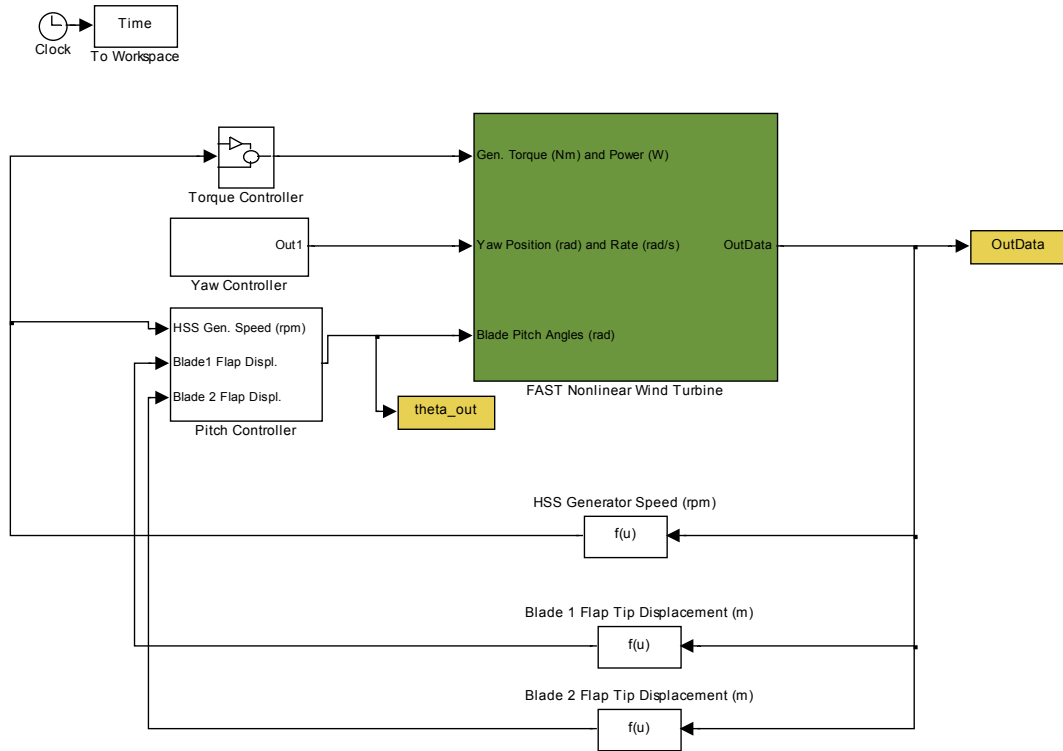 Time
Clock
To Workspace
Gen. Torque (Nm) and Power (W)
Torque Controller
Out1
Yaw Position (rad) and Rate (rad/s)
OutData
OutData
Yaw Controller
HSS Gen. Speed (rpm)
Blade Pitch Angles (rad)
Blade1 Flap Displ.
Blade 2 Flap Displ.
FAST Nonlinear Wind Turbine
theta_out
Pitch Controller
HSS Generator Speed (rpm)
f(u)
Blade 1 Flap Tip Displacement (m)
f(u)
Blade 2 Flap Tip Displacement (m)
f(u)